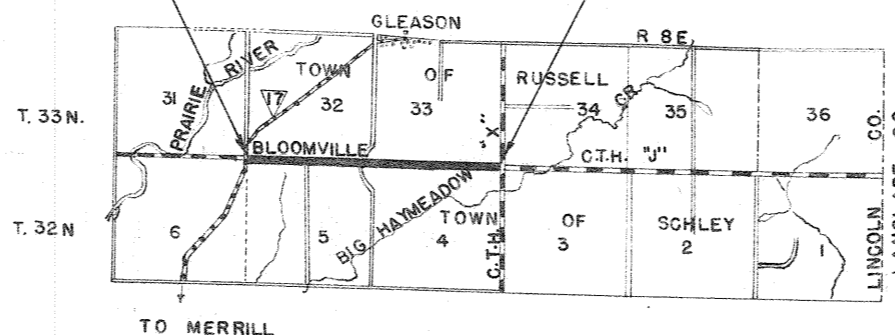 GLEASON
R 8 E
PRAIRIE RIVER
TOWN OF RUSSELL
T. 33 N.
31
17
32
33
34
35
36
CR.
"X"
BLOOMVILLE
C.T.H. "J"
LINCOLN CO.
T. 32 N
BIG HAYMEADOW
TOWN OF SCHLEY
6
5
4
3
2
1
C.T.H.
TO MERRILL